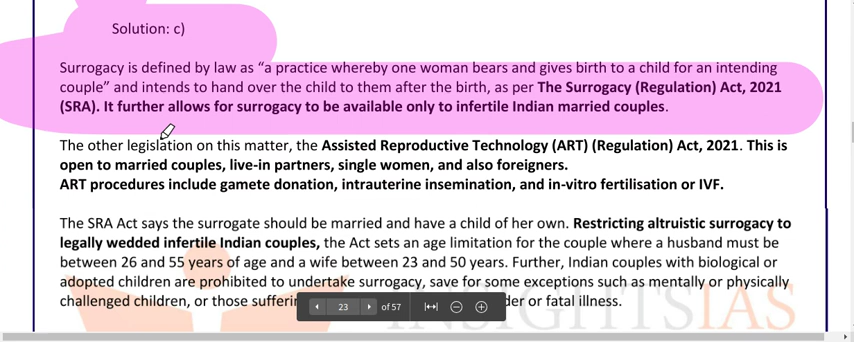 Solution: c)
Surrogacy is defined by law as “a practice whereby one woman bears and gives birth to a child for an intending
couple” and intends to hand over the child to them after the birth, as per The Surrogacy (Regulation) Act, 2021
(SRA). It further allows for surrogacy to be available only to infertile Indian married couples.
The other legislation on this matter, the Assisted Reproductive Technology (ART) (Regulation) Act, 2021. This is
open to married couples, live-in partners, single women, and also foreigners.
ART procedures include gamete donation, intrauterine insemination, and in-vitro fertilisation or IVF.
The SRA Act says the surrogate should be married and have a child of her own. Restricting altruistic surrogacy to
legally wedded infertile Indian couples, the Act sets an age limitation for the couple where a husband must be
between 26 and 55 years of age and a wife between 23 and 50 years. Further, Indian couples with biological or
adopted children are prohibited to undertake surrogacy, save for some exceptions such as mentally or physically
challenged children, or those or fatal illness.
23 of 57
INSIGHTSIAS